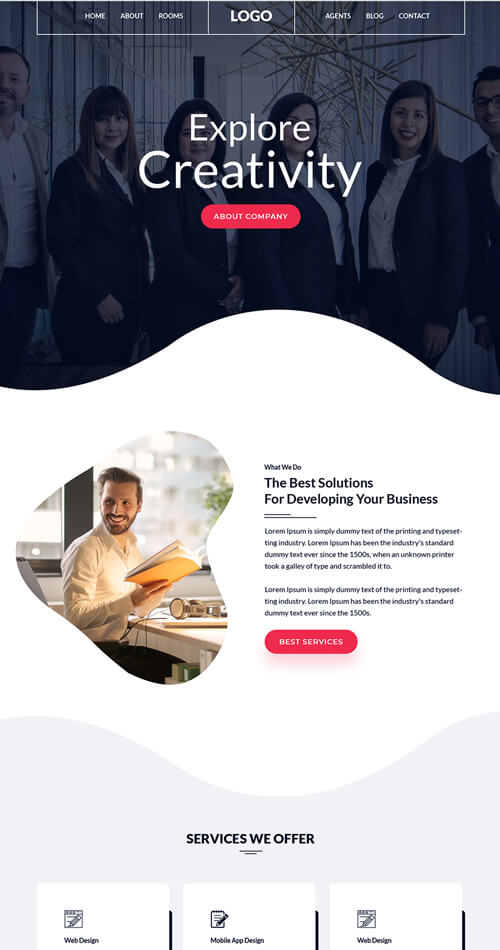 HOME ABOUT ROOMS LOGO AGENTS BLOG CONTACT
Explore
Creativity
ABOUT COMPANY
What We Do
The Best Solutions
For Developing Your Business
Lorem Ipsum is simply dummy text of the printing and typeset-
ting industry. Lorem Ipsum has been the industry's standard
dummy text ever since the 1500s, when an unknown printer
took a galley of type and scrambled it to.
Lorem Ipsum is simply dummy text of the printing and typeset-
ting industry. Lorem Ipsum has been the industry's standard
dummy text ever since the 1500s.
BEST SERVICES
SERVICES WE OFFER
Web Design Mobile App Design Web Design